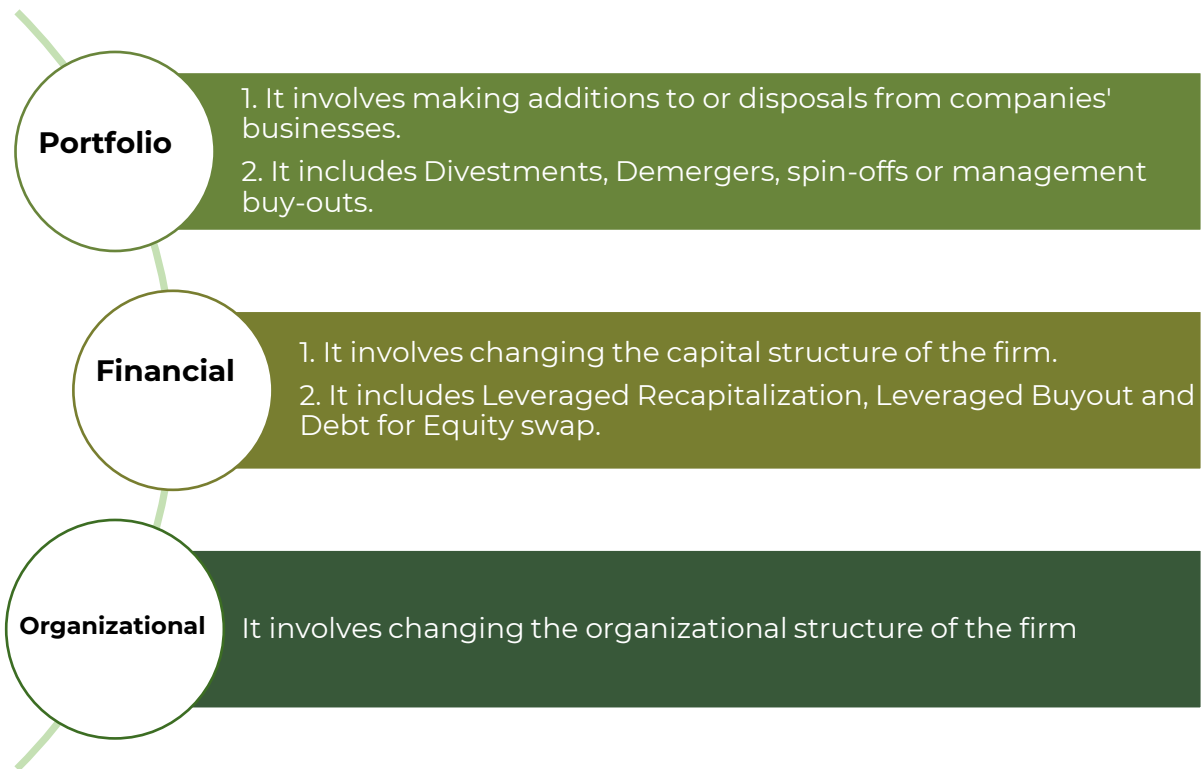 Portfolio
1. It involves making additions to or disposals from companies'
businesses.
2. It includes Divestments, Demergers, spin-offs or management
buy-outs.
Financial
1. It involves changing the capital structure of the firm.
2. It includes Leveraged Recapitalization, Leveraged Buyout and
Debt for Equity swap.
Organizational
It involves changing the organizational structure of the firm